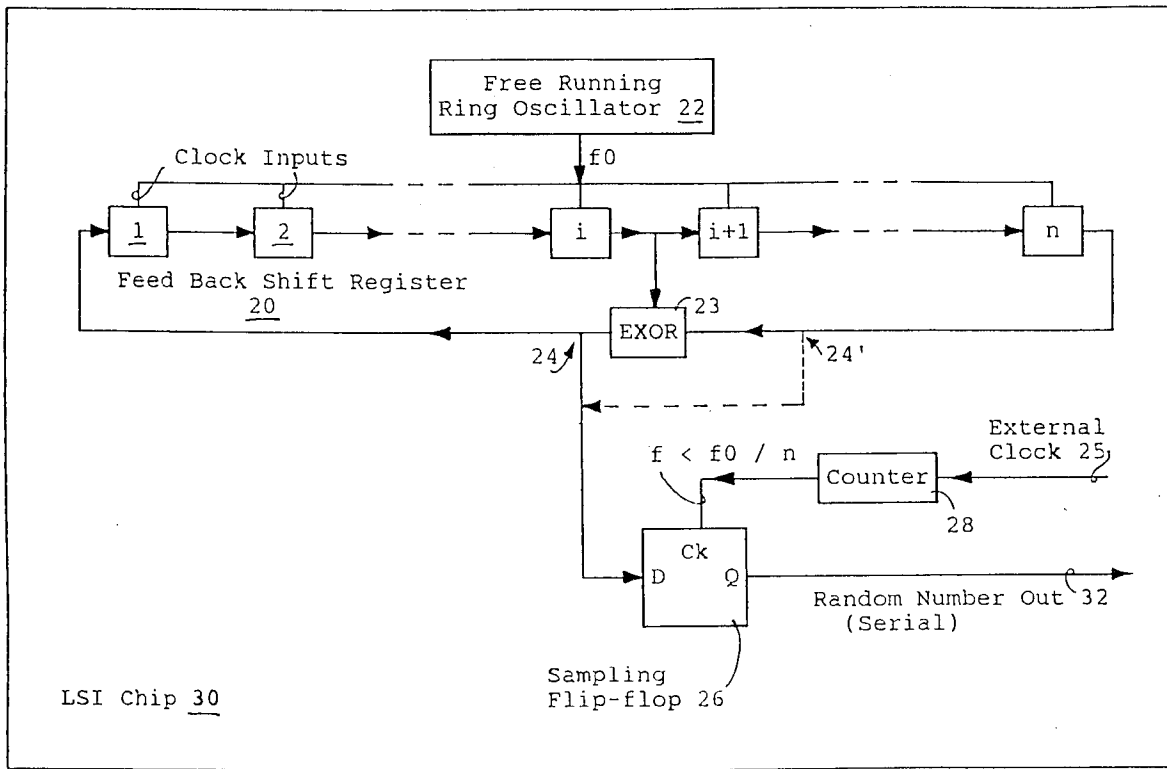 Free Running
Ring Oscillator 22
f0
Clock Inputs
1
2
i
i+1
n
Feed Back Shift Register
20
23
EXOR
24
24'
External
Clock 25
f < f0 / n
Counter
28
Ck
D
Q
Random Number Out 32
(Serial)
Sampling
Flip-flop 26
LSI Chip 30